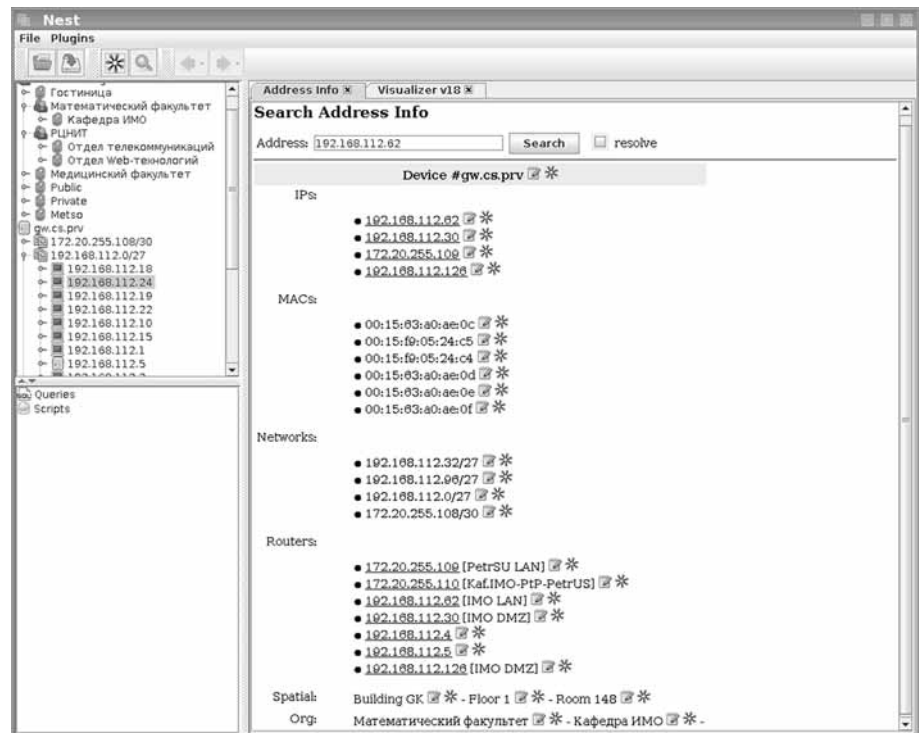 Nest
File Plugins
Гостиница
Математический факультет
Кафедра ИМО
РЦНИТ
Отдел телекоммуникаций
Отдел Web-технологий
Медицинский факультет
Public
Private
Metso
gw.cs.prv
172.20.255.108/30
192.168.112.0/27
192.168.112.18
192.168.112.24
192.168.112.19
192.168.112.22
192.168.112.10
192.168.112.15
192.168.112.1
192.168.112.5
Queries
Scripts
Address Info
Visualizer v18
Search Address Info
Address: 192.168.112.62 Search resolve
Device #gw.cs.prv
IPs:
192.168.112.62
192.168.112.30
172.20.255.109
192.168.112.126
MACs:
00:15:63:a0:ae:0c
00:15:f9:05:24:c5
00:15:f9:05:24:c4
00:15:63:a0:ae:0d
00:15:63:a0:ae:0e
00:15:63:a0:ae:0f
Networks:
192.168.112.32/27
192.168.112.96/27
192.168.112.0/27
172.20.255.108/30
Routers:
172.20.255.109 [PetrSU LAN]
172.20.255.110 [Kaf.IMO-PtP-PetrUS]
192.168.112.62 [IMO LAN]
192.168.112.30 [IMO DMZ]
192.168.112.4
192.168.112.5
192.168.112.126 [IMO DMZ]
Spatial: Building GK - Floor 1 - Room 148
Org: Математический факультет - Кафедра ИМО -